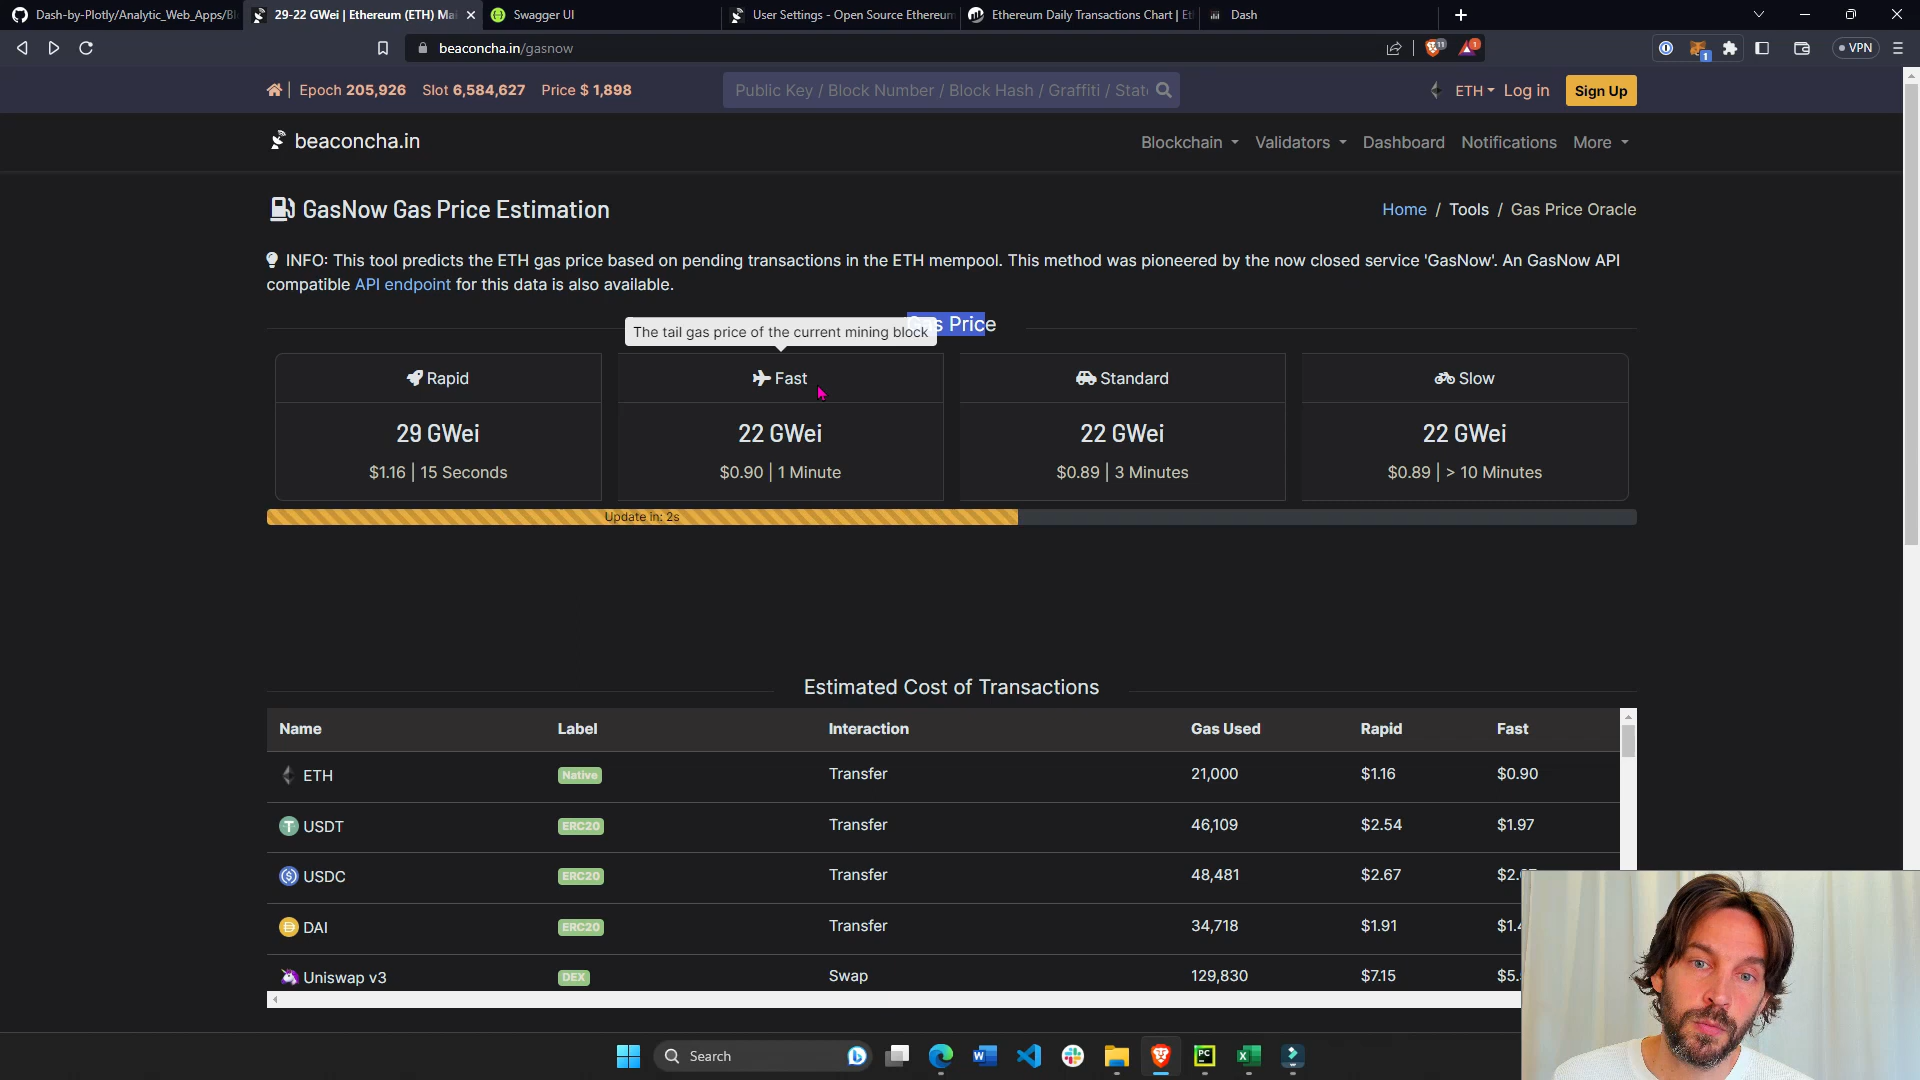 Dash-by-Plotly/Analytic_Web_Apps/Bl
29-22 GWei | Ethereum (ETH) Mai
Swagger UI
User Settings - Open Source Ethereum
Ethereum Daily Transactions Chart | Et
Dash
beaconcha.in/gasnow
11
1
1
VPN
Epoch 205,926 Slot 6,584,627 Price $ 1,898
Public Key / Block Number / Block Hash / Graffiti / State
ETH Log in Sign Up
beaconcha.in
Blockchain Validators Dashboard Notifications More
GasNow Gas Price Estimation
Home / Tools / Gas Price Oracle
INFO: This tool predicts the ETH gas price based on pending transactions in the ETH mempool. This method was pioneered by the now closed service 'GasNow'. An GasNow API
compatible API endpoint for this data is also available.
Price
The tail gas price of the current mining block
Rapid Fast Standard Slow
29 GWei 22 GWei 22 GWei 22 GWei
$1.16 | 15 Seconds $0.90 | 1 Minute $0.89 | 3 Minutes $0.89 | > 10 Minutes
Update in: 2s
Estimated Cost of Transactions
Name Label Interaction Gas Used Rapid Fast
ETH Native Transfer 21,000 $1.16 $0.90
USDT ERC20 Transfer 46,109 $2.54 $1.97
USDC ERC20 Transfer 48,481 $2.67
DAI ERC20 Transfer 34,718 $1.91
Uniswap v3 DEX Swap 129,830 $7.15
Search